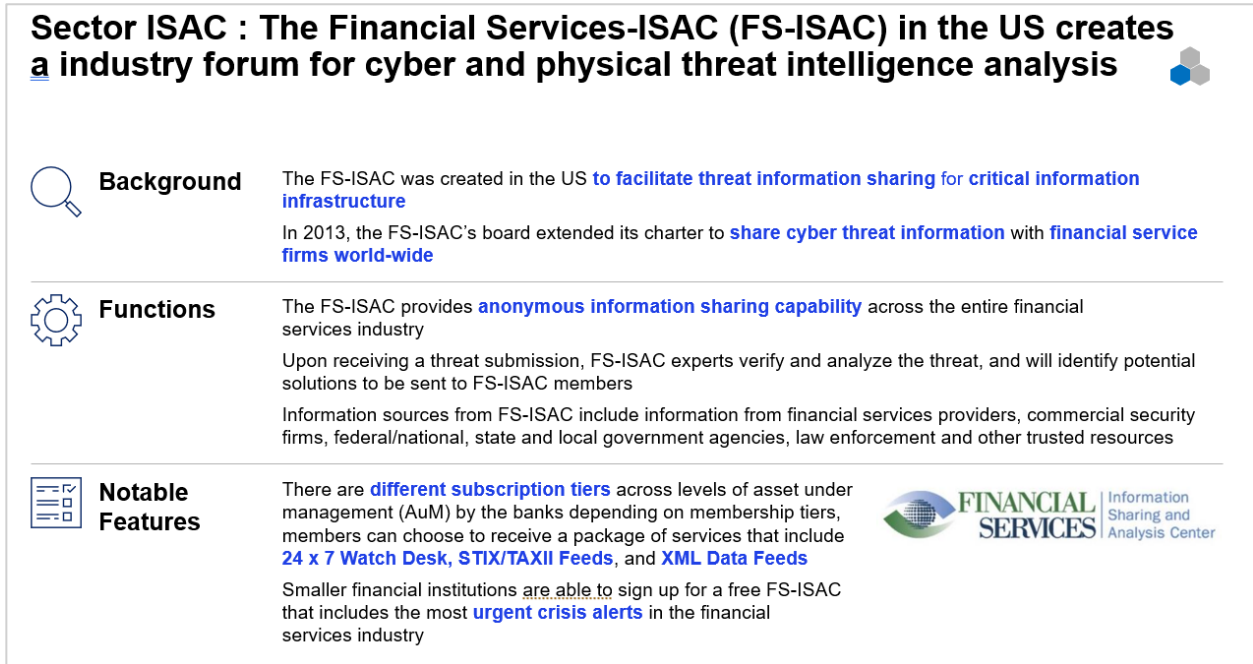 Sector ISAC : The Financial Services-ISAC (FS-ISAC) in the US creates
a industry forum for cyber and physical threat intelligence analysis
Background
The FS-ISAC was created in the US to facilitate threat information sharing for critical information
infrastructure
In 2013, the FS-ISAC’s board extended its charter to share cyber threat information with financial service
firms world-wide
Functions
The FS-ISAC provides anonymous information sharing capability across the entire financial
services industry
Upon receiving a threat submission, FS-ISAC experts verify and analyze the threat, and will identify potential
solutions to be sent to FS-ISAC members
Information sources from FS-ISAC include information from financial services providers, commercial security
firms, federal/national, state and local government agencies, law enforcement and other trusted resources
Notable
Features
There are different subscription tiers across levels of asset under
management (AuM) by the banks depending on membership tiers,
members can choose to receive a package of services that include
24 x 7 Watch Desk, STIX/TAXII Feeds, and XML Data Feeds
Smaller financial institutions are able to sign up for a free FS-ISAC
that includes the most urgent crisis alerts in the financial
services industry
FINANCIAL
SERVICES
Information
Sharing and
Analysis Center